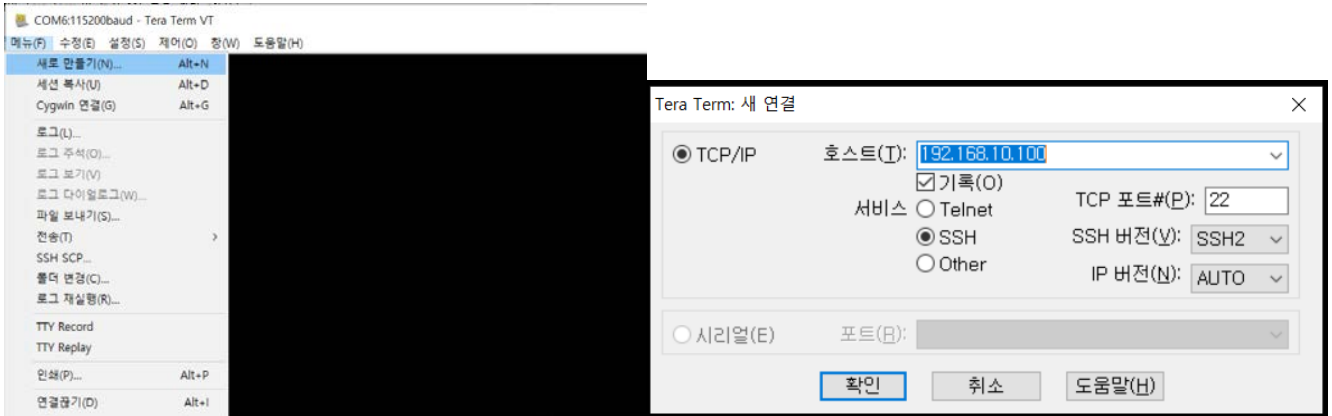 COM6:115200baud - Tera Term VT
메뉴(F) 수정(E) 설정(S) 제어(O) 창(W) 도움말(H)
새로 만들기(N)... Alt+N
세션 복사(U) Alt+D
Cygwin 연결(G) Alt+G
로그(L)...
로그 주석(O)...
로그 보기(V)
로그 다이얼로그(W)...
파일 보내기(S)...
전송(T)
SSH SCP...
폴더 변경(C)...
로그 재실행(R)...
TTY Record
TTY Replay
인쇄(P)... Alt+P
연결끊기(D) Alt+I
Tera Term: 새 연결
TCP/IP 호스트(T): 192.168.10.100
기록(O)
서비스 Telnet TCP 포트#(P): 22
SSH SSH 버전(V): SSH2
Other IP 버전(N): AUTO
시리얼(E) 포트(R):
확인 취소 도움말(H)